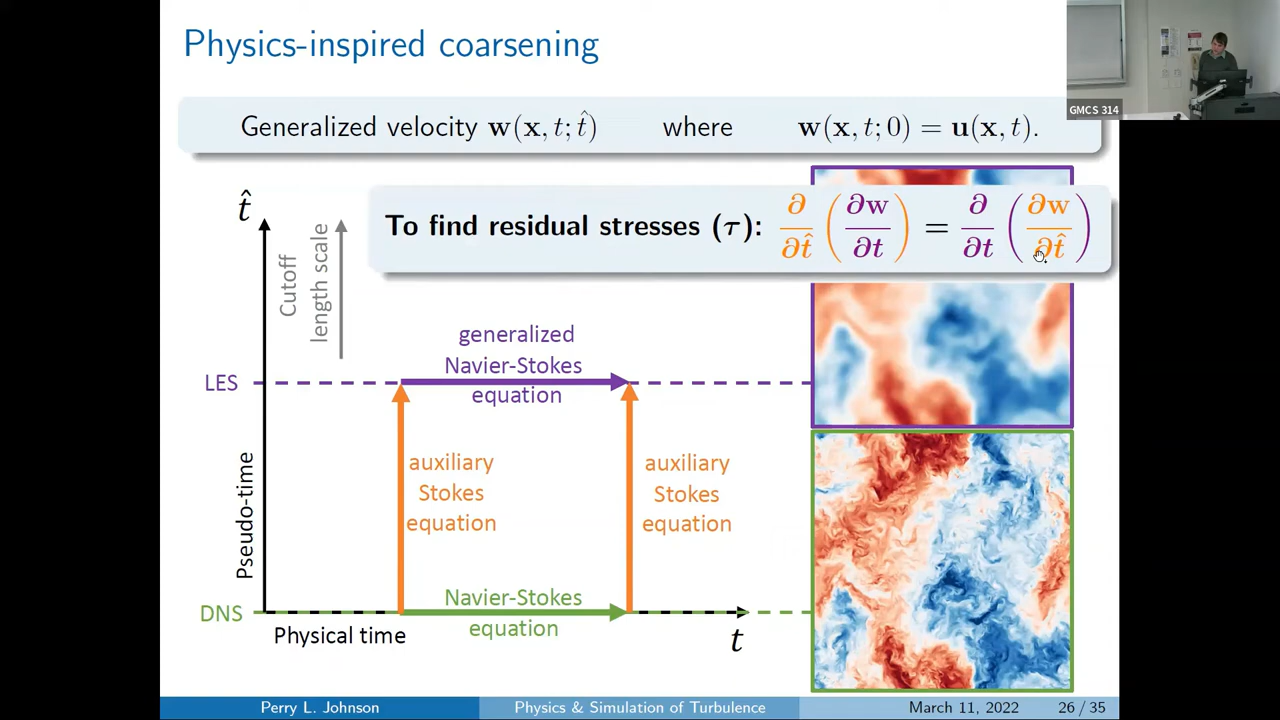 Physics-inspired coarsening
GMCS 314
Generalized velocity w(x, t; t̂) where w(x, t; 0) = u(x, t).
To find residual stresses (τ): ∂/∂t̂ (∂w/∂t) = ∂/∂t (∂w/∂t̂)
t̂
Cutoff
length scale
generalized
Navier-Stokes
equation
LES
auxiliary
Stokes
equation
auxiliary
Stokes
equation
Pseudo-time
DNS
Navier-Stokes
equation
Physical time
t
Perry L. Johnson Physics & Simulation of Turbulence March 11, 2022 26 / 35